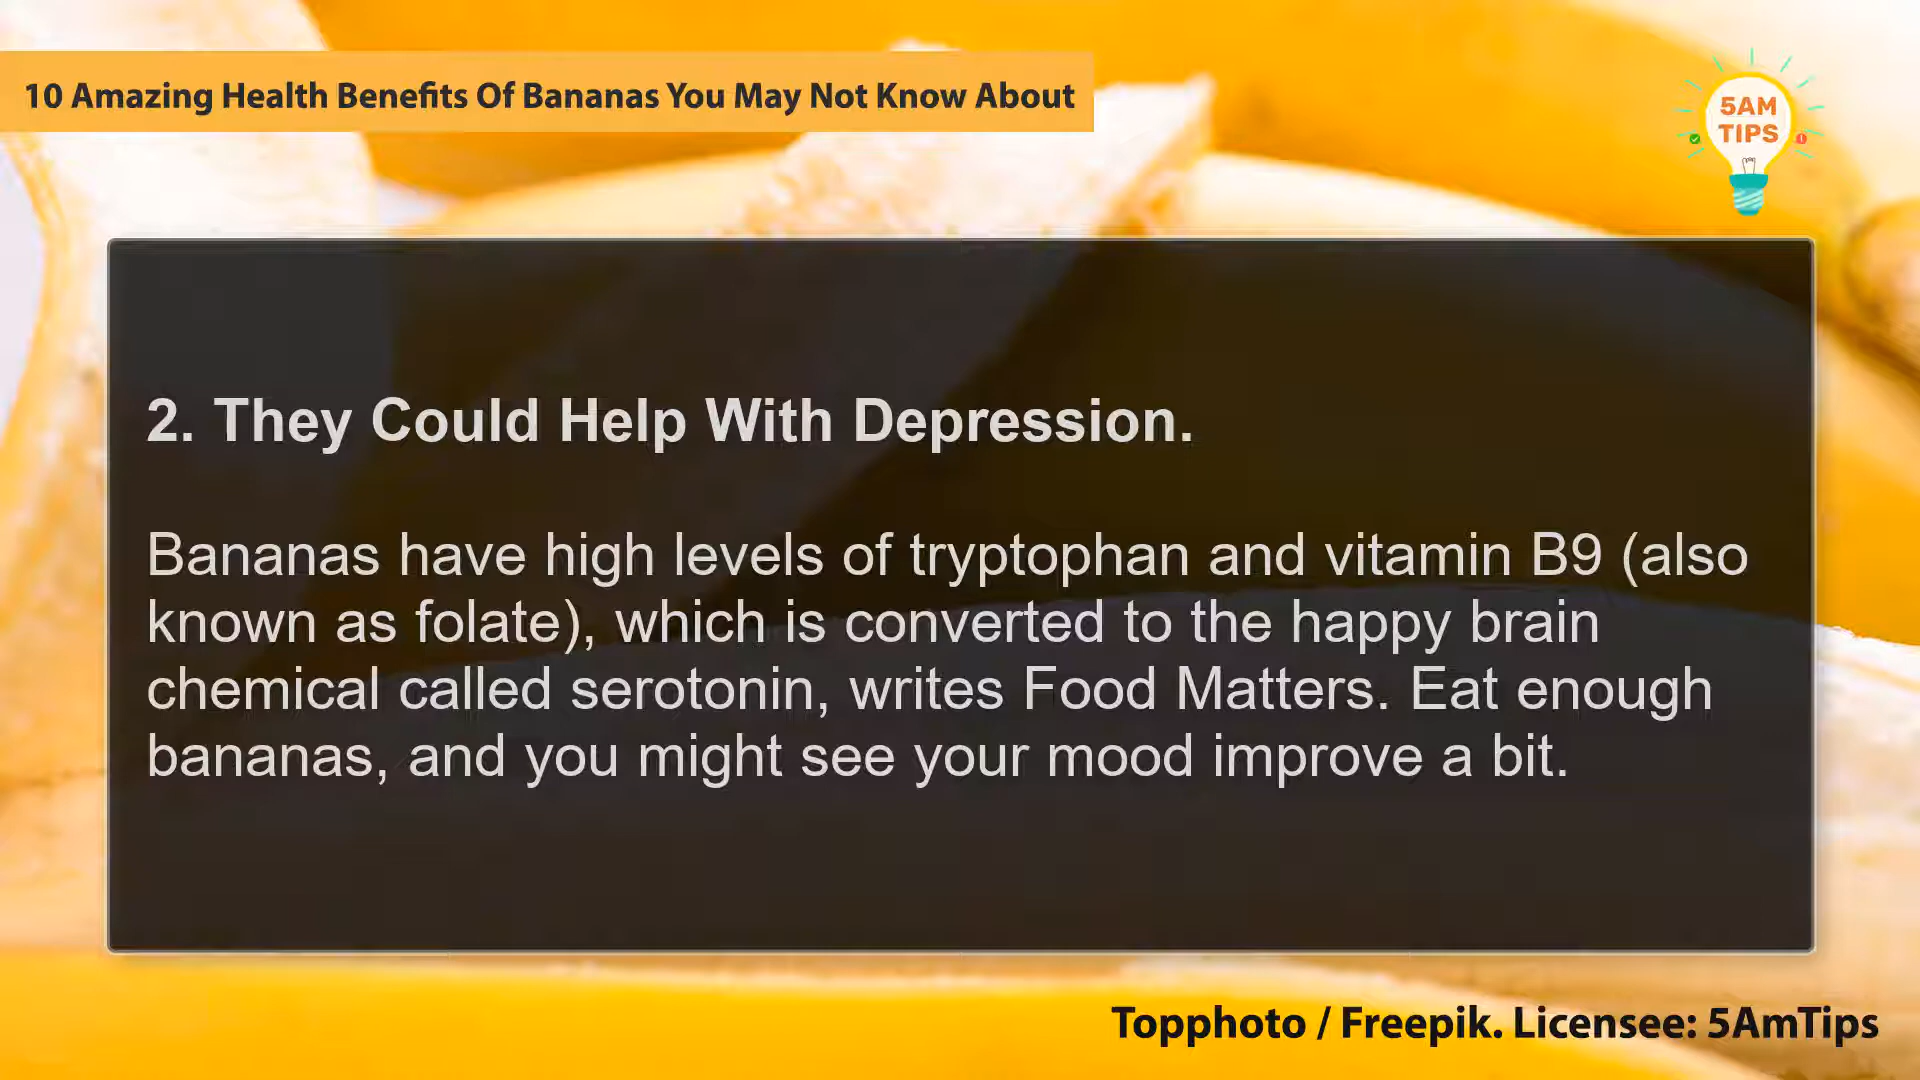 10 Amazing Health Benefits Of Bananas You May Not Know About
5AM
TIPS
2. They Could Help With Depression.
Bananas have high levels of tryptophan and vitamin B9 (also
known as folate), which is converted to the happy brain
chemical called serotonin, writes Food Matters. Eat enough
bananas, and you might see your mood improve a bit.
Topphoto / Freepik. Licensee: 5AmTips